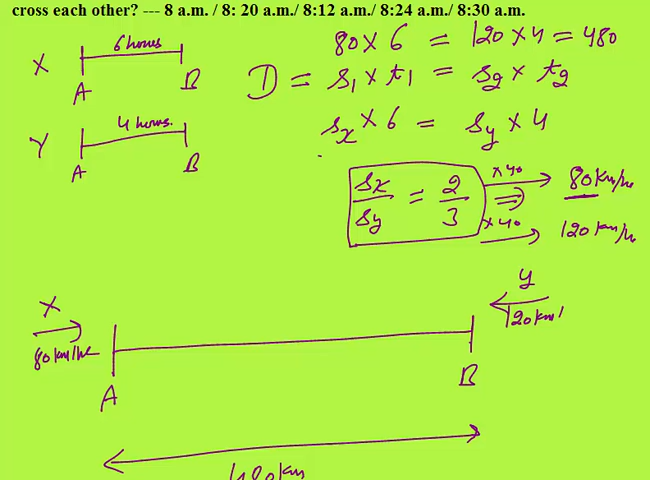 cross each other? --- 8 a.m. / 8: 20 a.m./ 8:12 a.m./ 8:24 a.m./ 8:30 a.m.
X 6 hours
A B
Y 4 hours.
A B
80 × 6 = 120 × 4 = 480
D = s1 × t1 = s2 × t2
sx × 6 = sy × 4
sx/sy = 2/3 ⇒
×40 → 80 km/hr
×40 → 120 km/hr
X → 80 km/hr
y ← 120 km/
A B
480 km